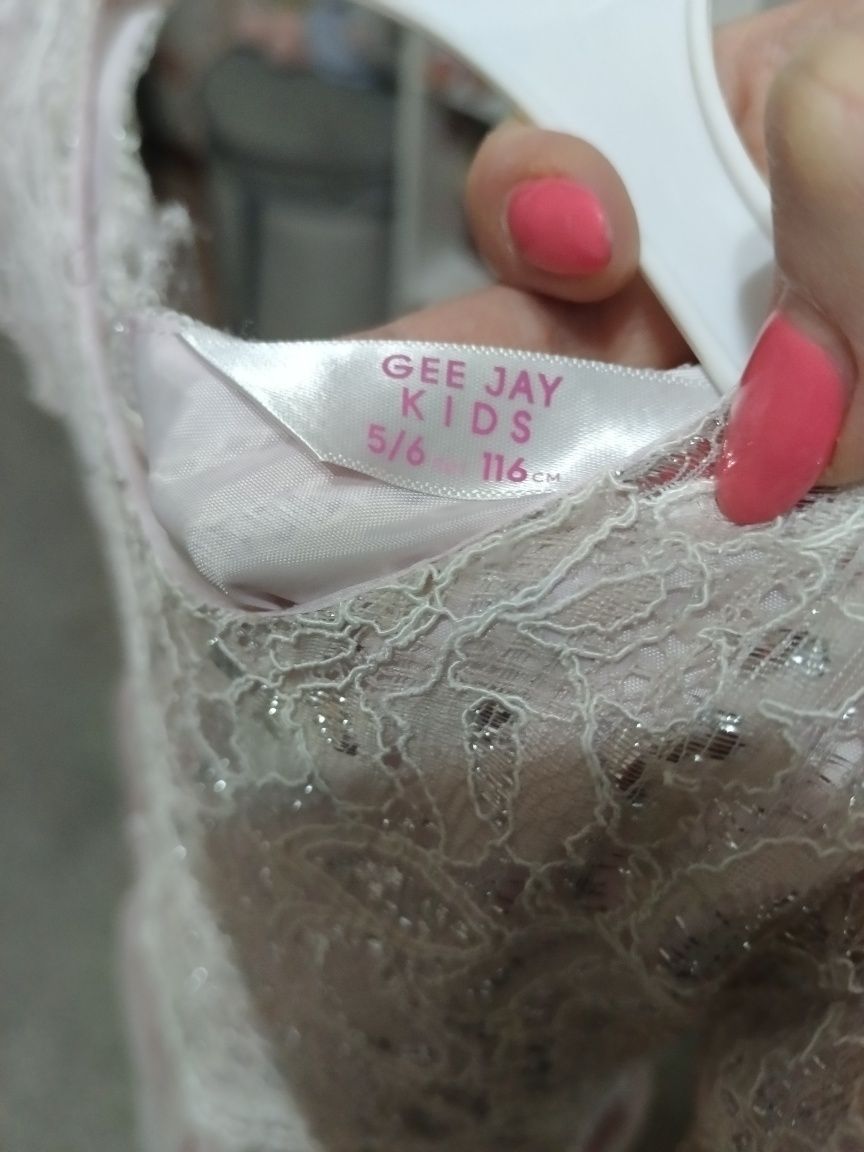 GEE JAY
KIDS
5/6 116CM